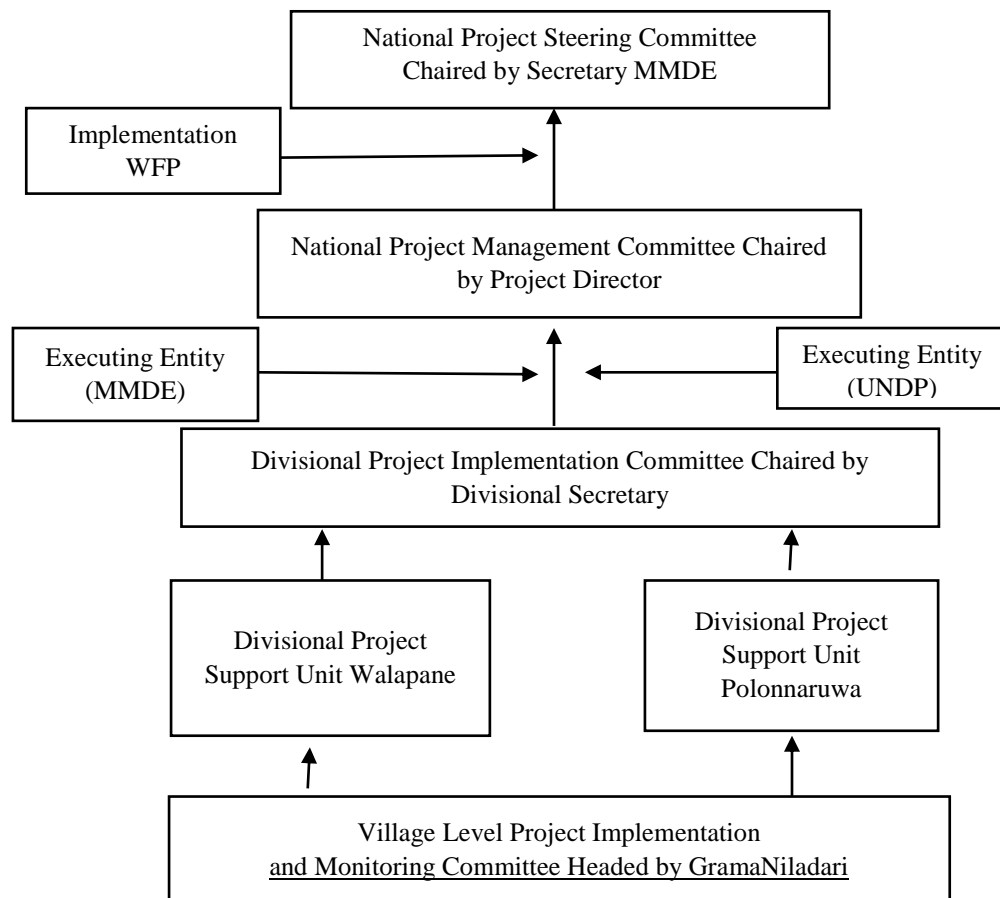 National Project Steering Committee
Chaired by Secretary MMDE
Implementation
WFP
National Project Management Committee Chaired
by Project Director
Executing Entity
(MMDE)
Executing Entity
(UNDP)
Divisional Project Implementation Committee Chaired by
Divisional Secretary
Divisional Project
Support Unit Walapane
Divisional Project
Support Unit
Polonnaruwa
Village Level Project Implementation
and Monitoring Committee Headed by GramaNiladari